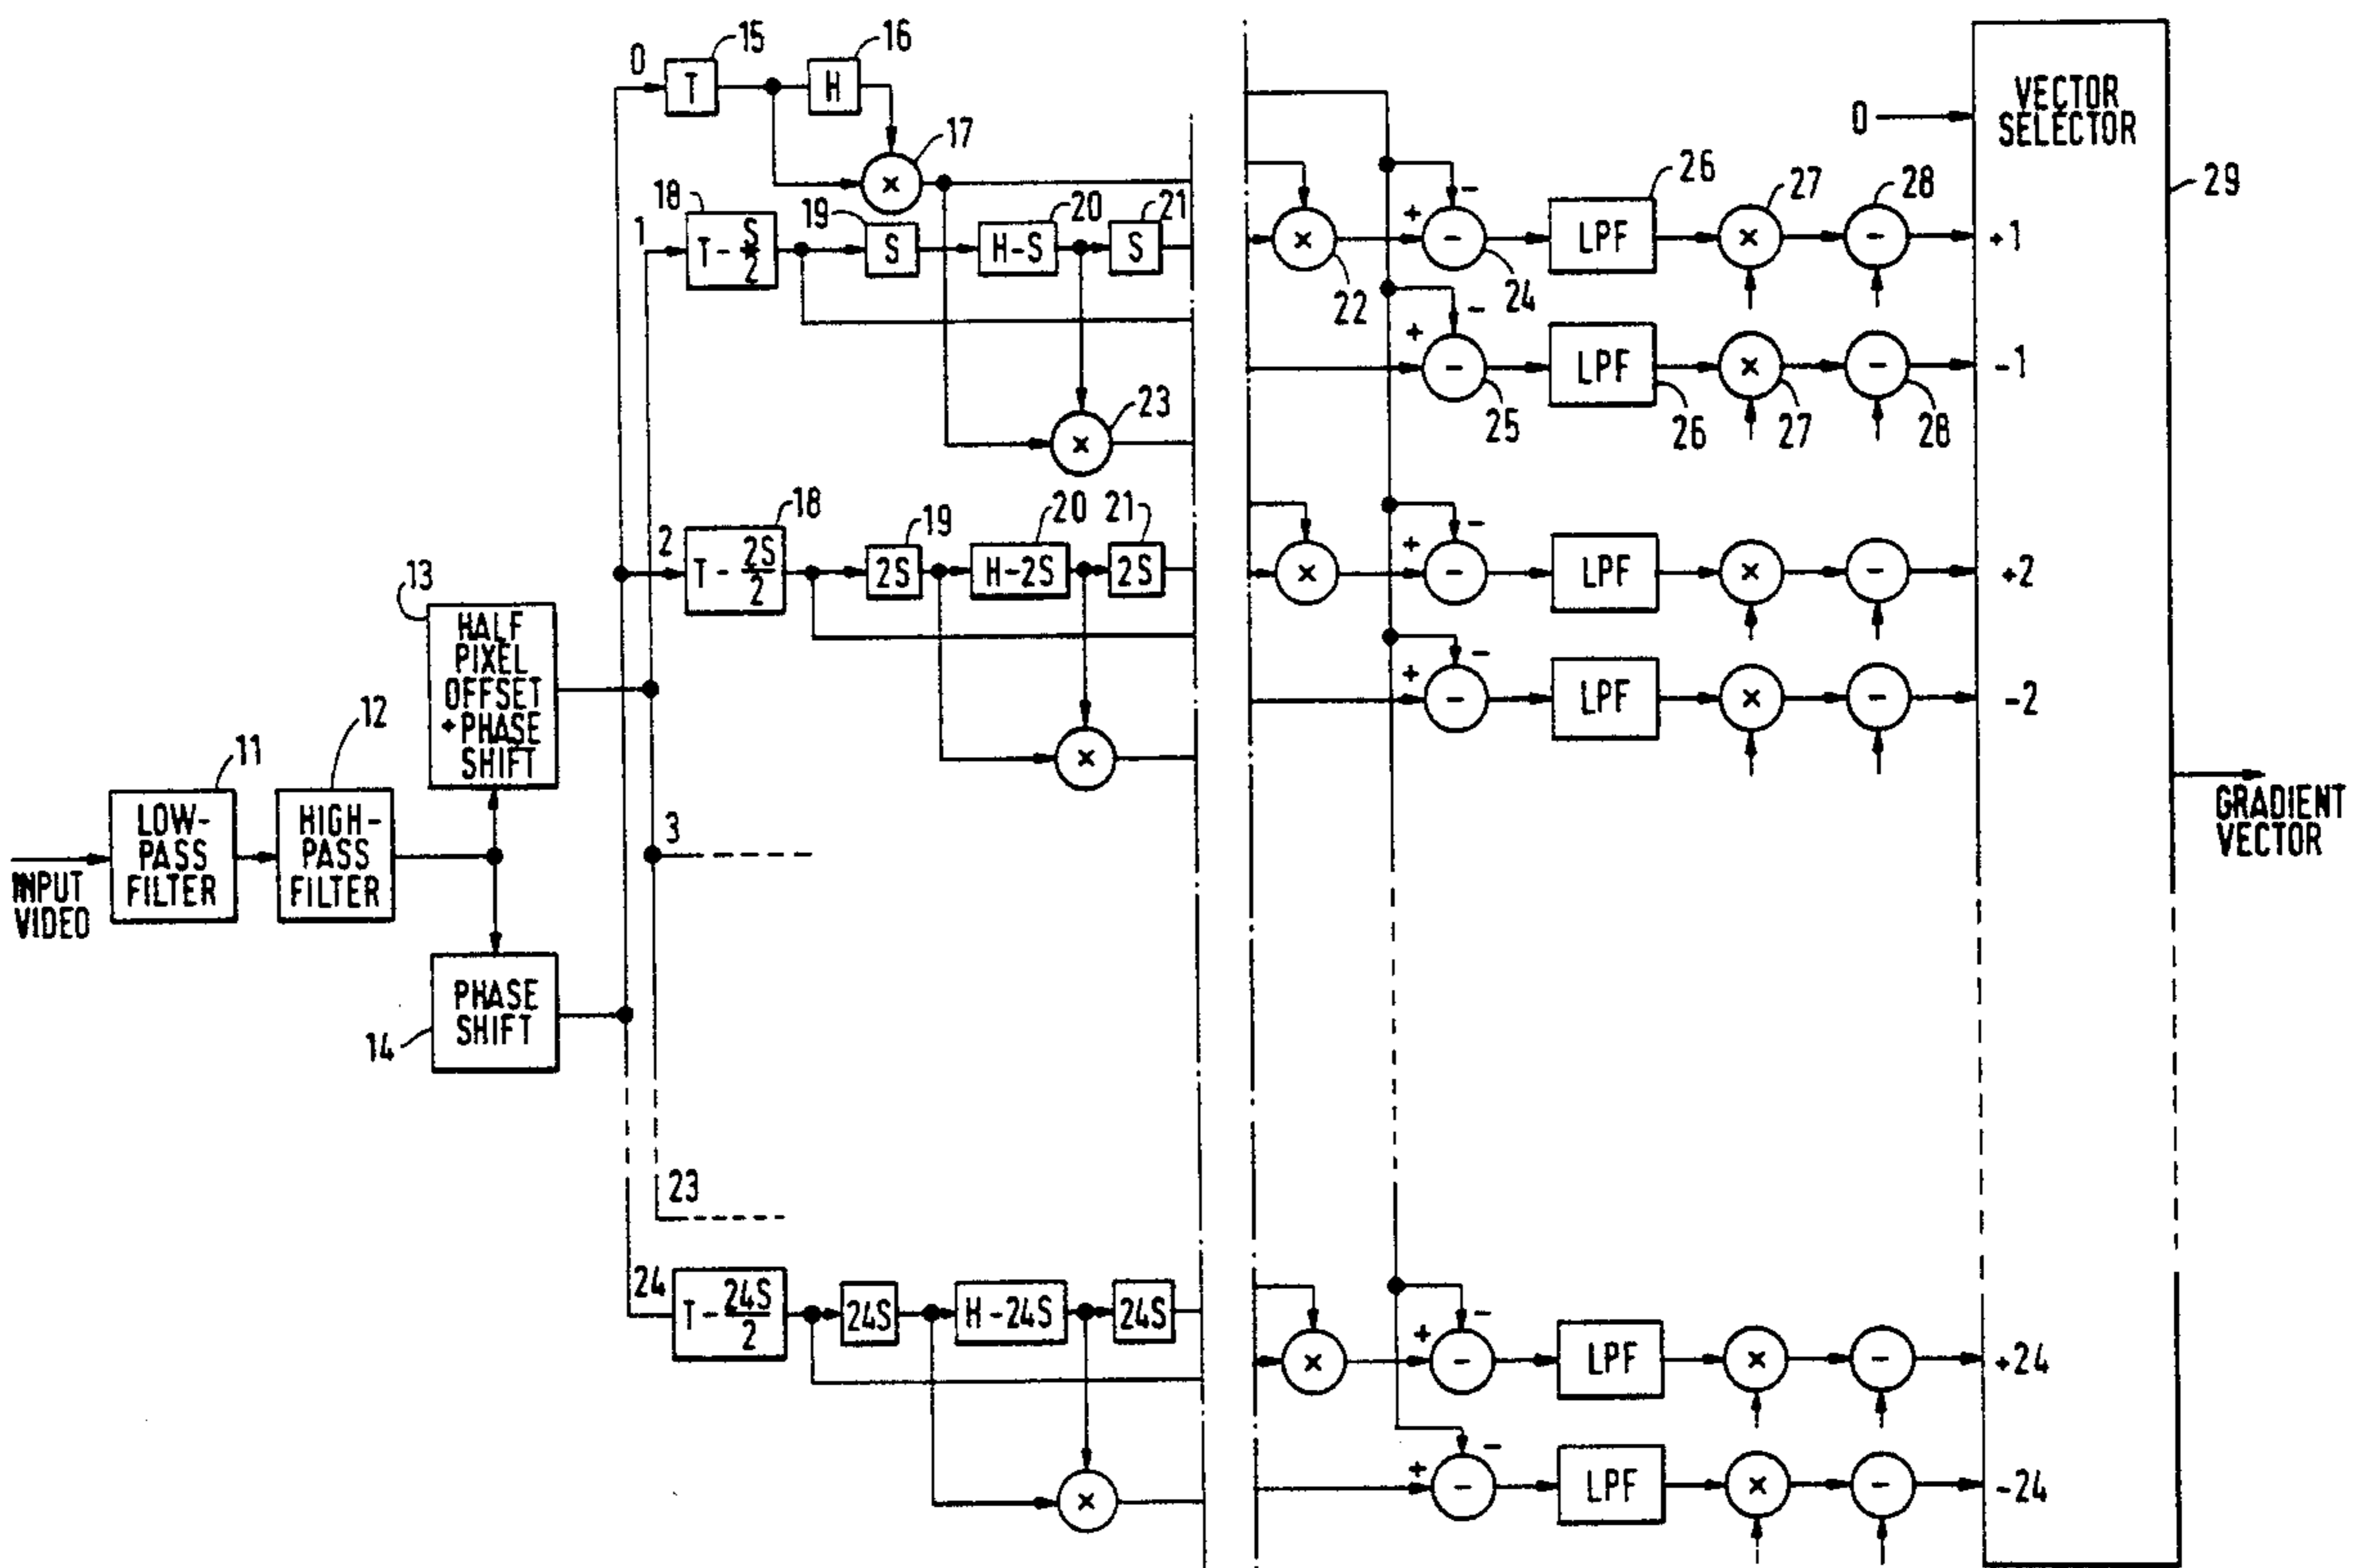 INPUT
VIDEO
11
LOW-
PASS
FILTER
12
HIGH-
PASS
FILTER
13
HALF
PIXEL
OFFSET
+PHASE
SHIFT
14
PHASE
SHIFT
0
15
T
16
H
17
×
1
18
T - S/2
19
S
20
H-S
21
S
23
×
2
18
T - 2S/2
19
2S
20
H-2S
21
2S
×
3
23
24
T - 24S/2
24S
H-24S
24S
×
×
22
+
-
-
24
LPF
26
×
27
-
28
+1
+
-
-
25
LPF
26
×
27
-
28
-1
×
+
-
-
LPF
×
-
+2
+
-
-
LPF
×
-
-2
×
+
-
-
LPF
×
-
+24
+
-
-
LPF
×
-
-24
0
VECTOR
SELECTOR
29
GRADIENT
VECTOR